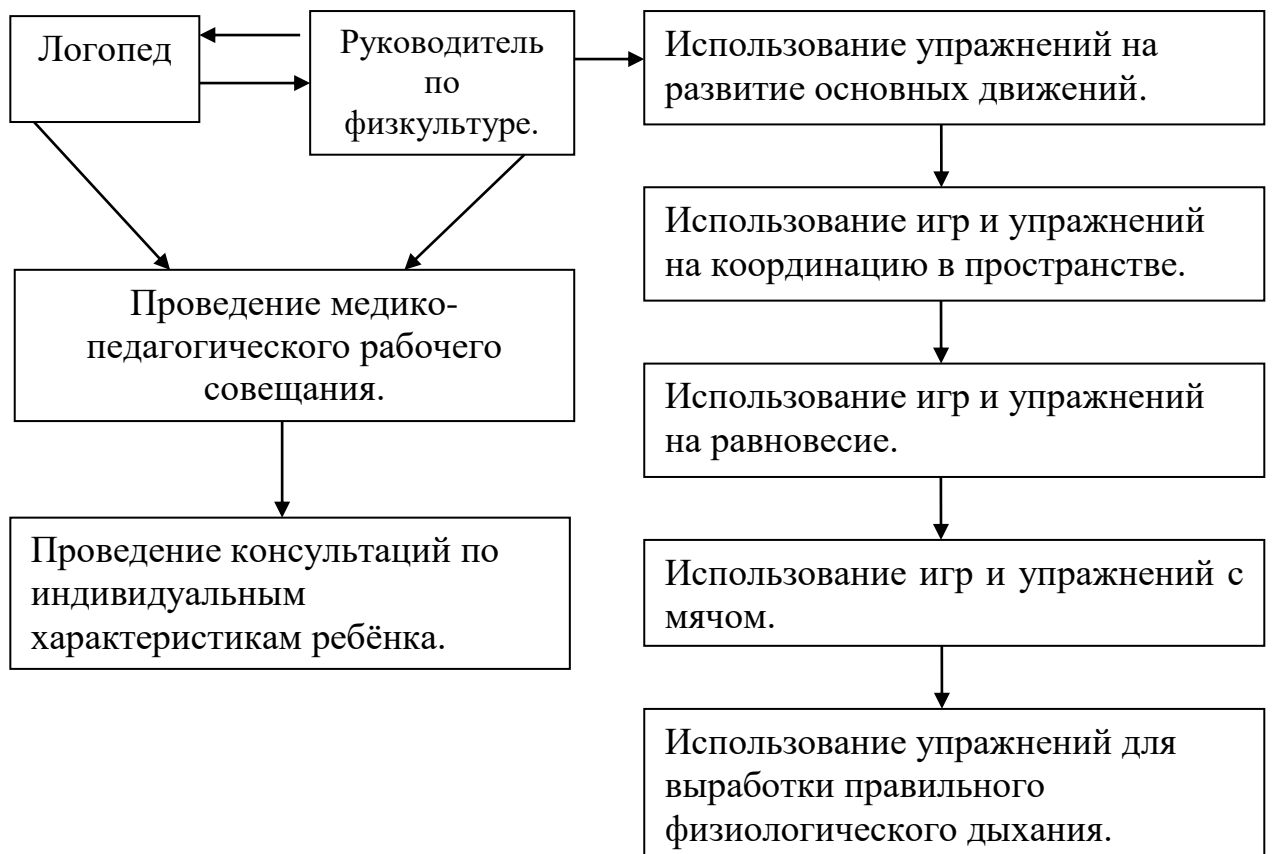 Логопед
Руководитель
по
физкультуре.
Использование упражнений на
развитие основных движений.
Использование игр и упражнений
на координацию в пространстве.
Проведение медико-
педагогического рабочего
совещания.
Использование игр и упражнений
на равновесие.
Проведение консультаций по
индивидуальным
характеристикам ребёнка.
Использование игр и упражнений с
мячом.
Использование упражнений для
выработки правильного
физиологического дыхания.